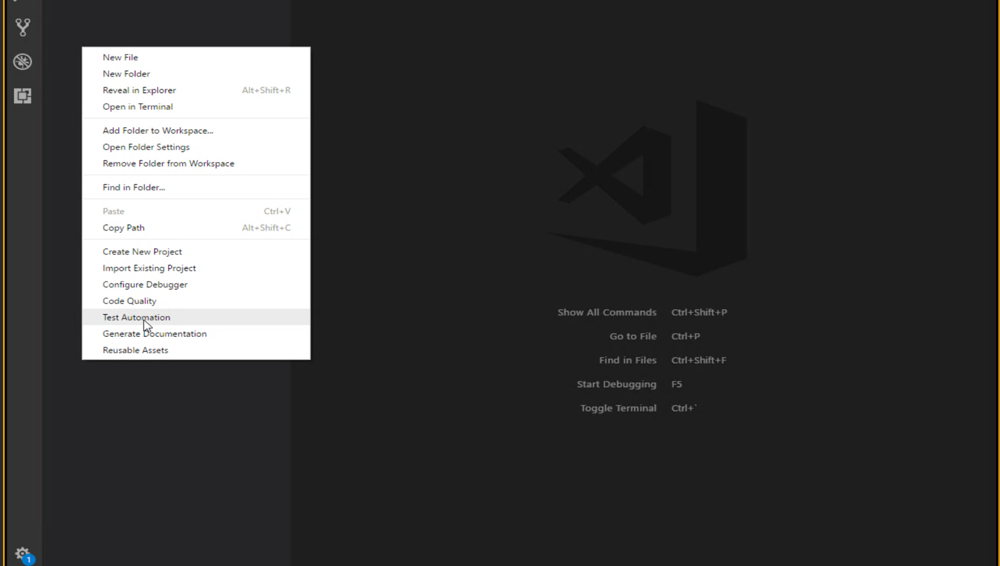 New File
New Folder
Reveal in Explorer Alt+Shift+R
Open in Terminal
Add Folder to Workspace...
Open Folder Settings
Remove Folder from Workspace
Find in Folder...
Paste Ctrl+V
Copy Path Alt+Shift+C
Create New Project
Import Existing Project
Configure Debugger
Code Quality
Test Automation
Generate Documentation
Reusable Assets
Show All Commands Ctrl+Shift+P
Go to File Ctrl+P
Find in Files Ctrl+Shift+F
Start Debugging F5
Toggle Terminal Ctrl+`
1